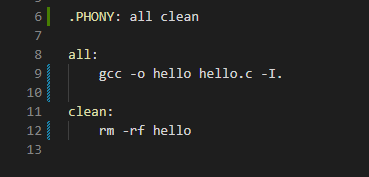 6 .PHONY: all clean
7
8 all:
9 gcc -o hello hello.c -I.
10
11 clean:
12 rm -rf hello
13